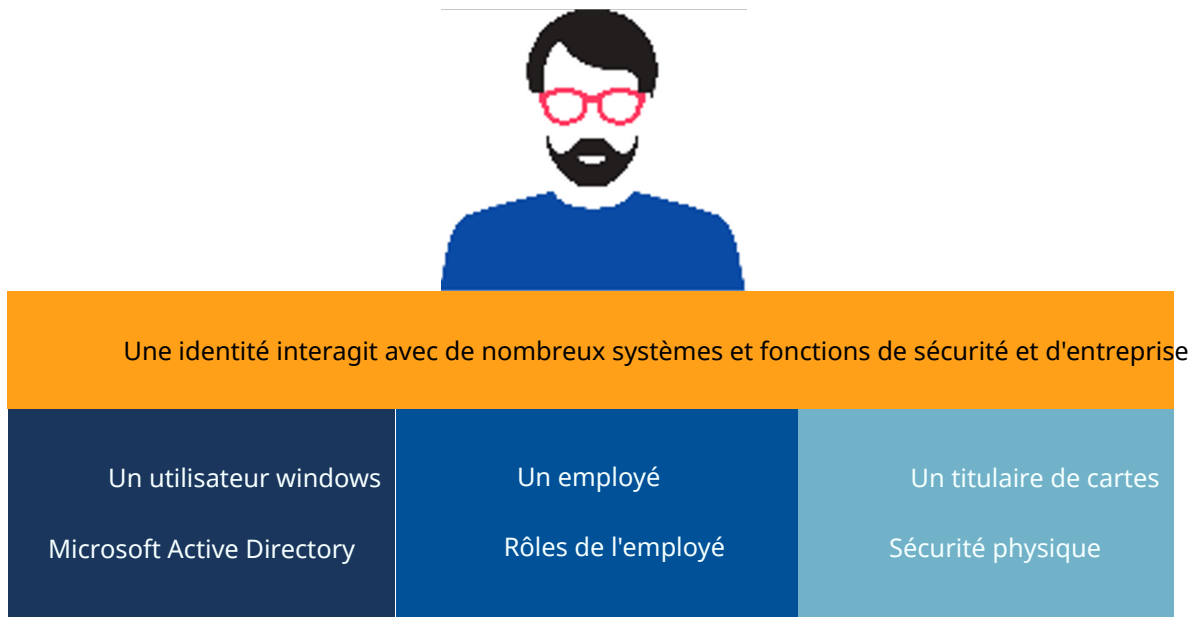 Une identité interagit avec de nombreux systèmes et fonctions de sécurité et d'entreprise
Un utilisateur windows
Microsoft Active Directory
Un employé
Rôles de l'employé
Un titulaire de cartes
Sécurité physique